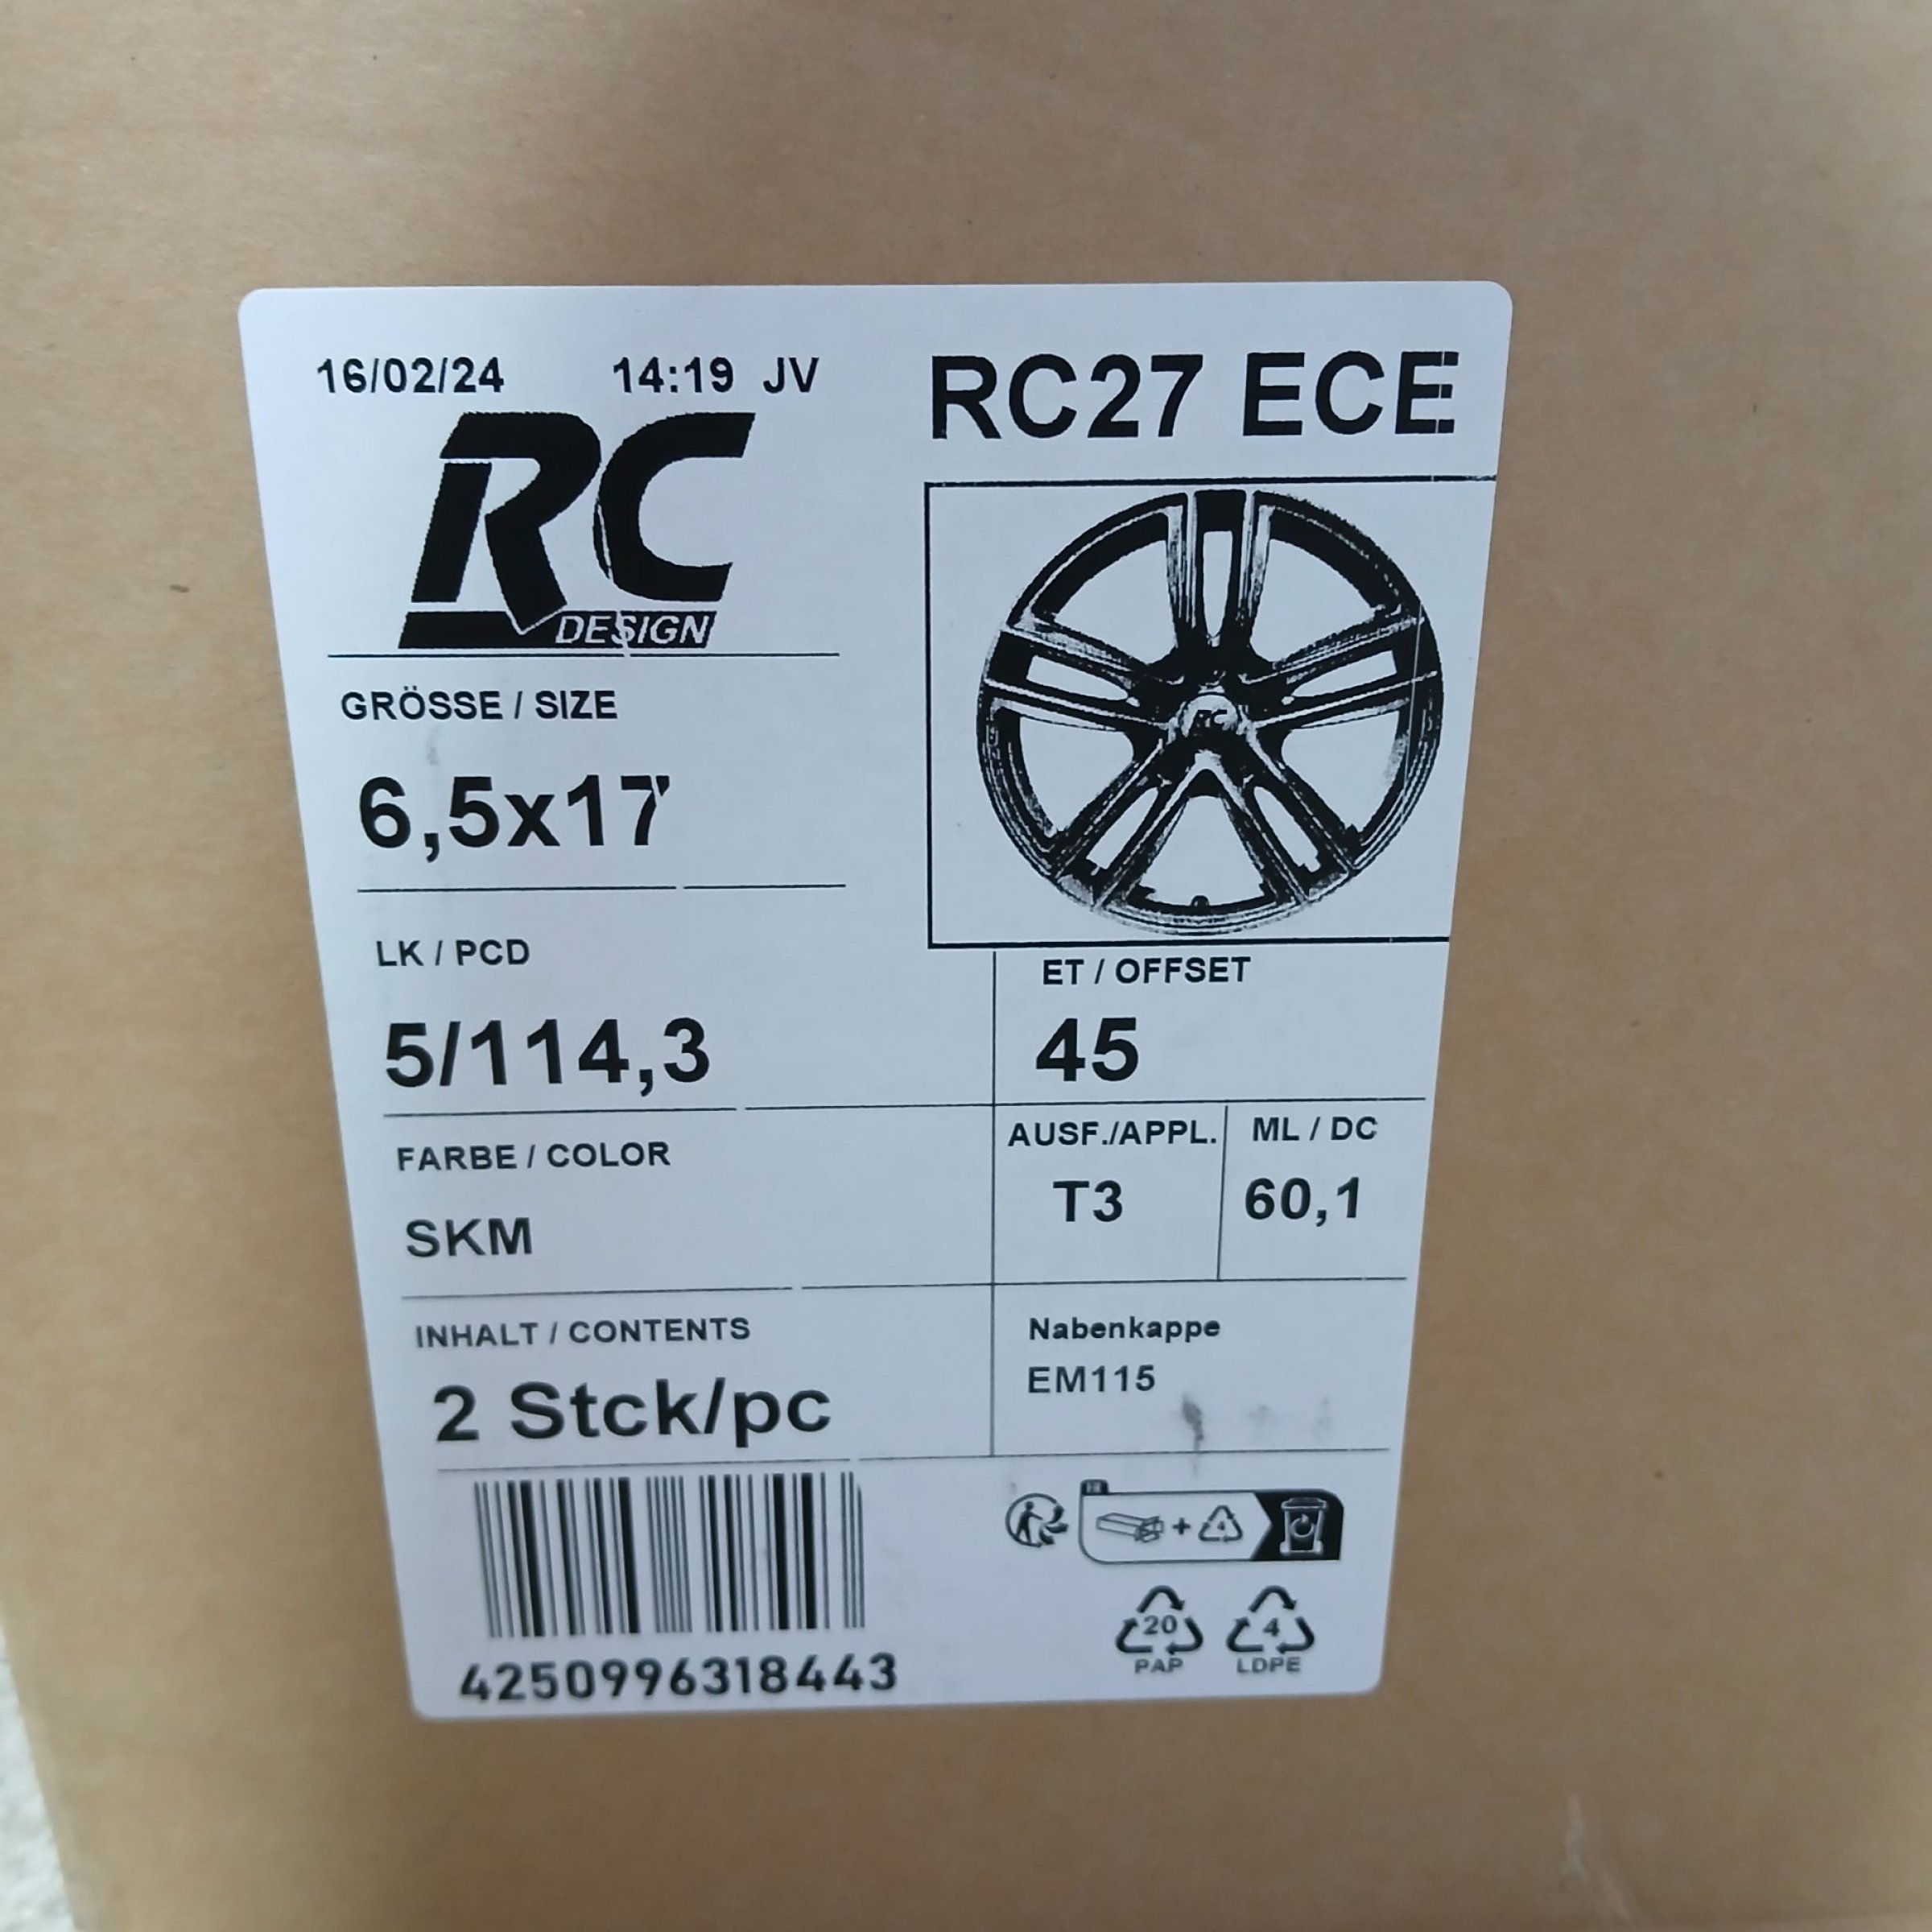 16/02/24 14:19 JV
RC27 ECE
RC
DESIGN
RC
GRÖSSE / SIZE
6,5x17
LK / PCD
5/114,3
ET / OFFSET
45
FARBE / COLOR
SKM
AUSF./APPL.
T3
ML / DC
60,1
INHALT / CONTENTS
2 Stck/pc
Nabenkappe
EM115
4250996318443
+ 4
20
PAP
4
LDPE